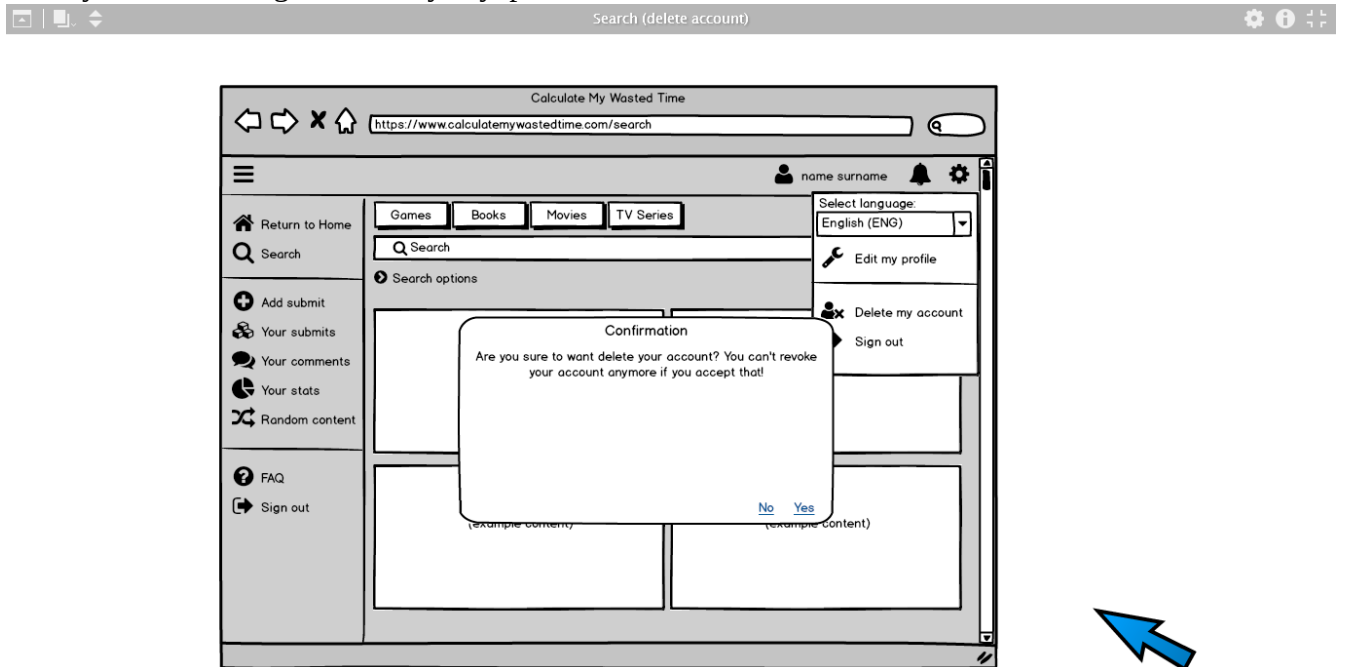 Search (delete account)
Calculate My Wasted Time
https://www.calculatemywastedtime.com/search
name surname
Select language:
English (ENG)
Edit my profile
Delete my account
Sign out
Return to Home
Search
Add submit
Your submits
Your comments
Your stats
Random content
FAQ
Sign out
Games Books Movies TV Series
Search
Search options
Confirmation
Are you sure to want delete your account? You can't revoke
your account anymore if you accept that!
No Yes
(example content) (example content)